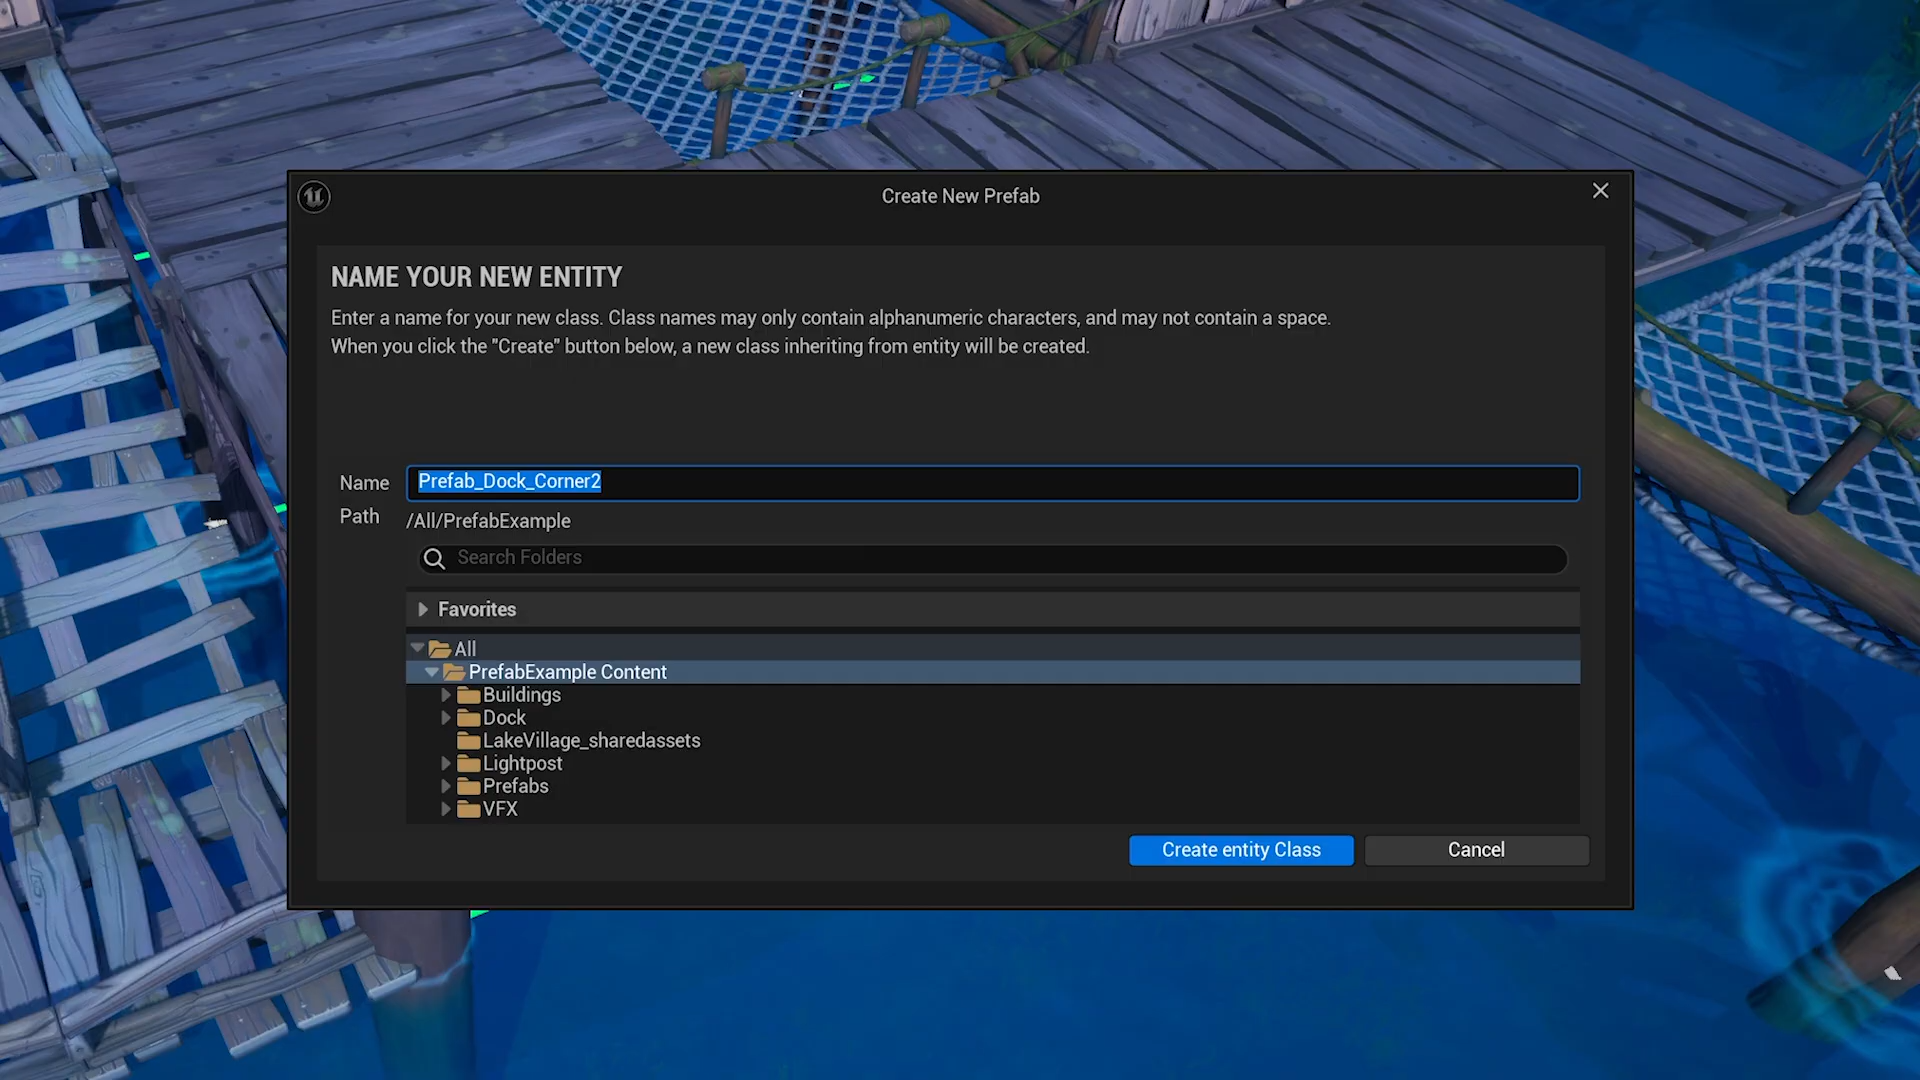 Create New Prefab
NAME YOUR NEW ENTITY
Enter a name for your new class. Class names may only contain alphanumeric characters, and may not contain a space.
When you click the "Create" button below, a new class inheriting from entity will be created.
Name
Prefab_Dock_Corner2
Path
/All/PrefabExample
Search Folders
Favorites
All
PrefabExample Content
Buildings
Dock
LakeVillage_sharedassets
Lightpost
Prefabs
VFX
Create entity Class
Cancel